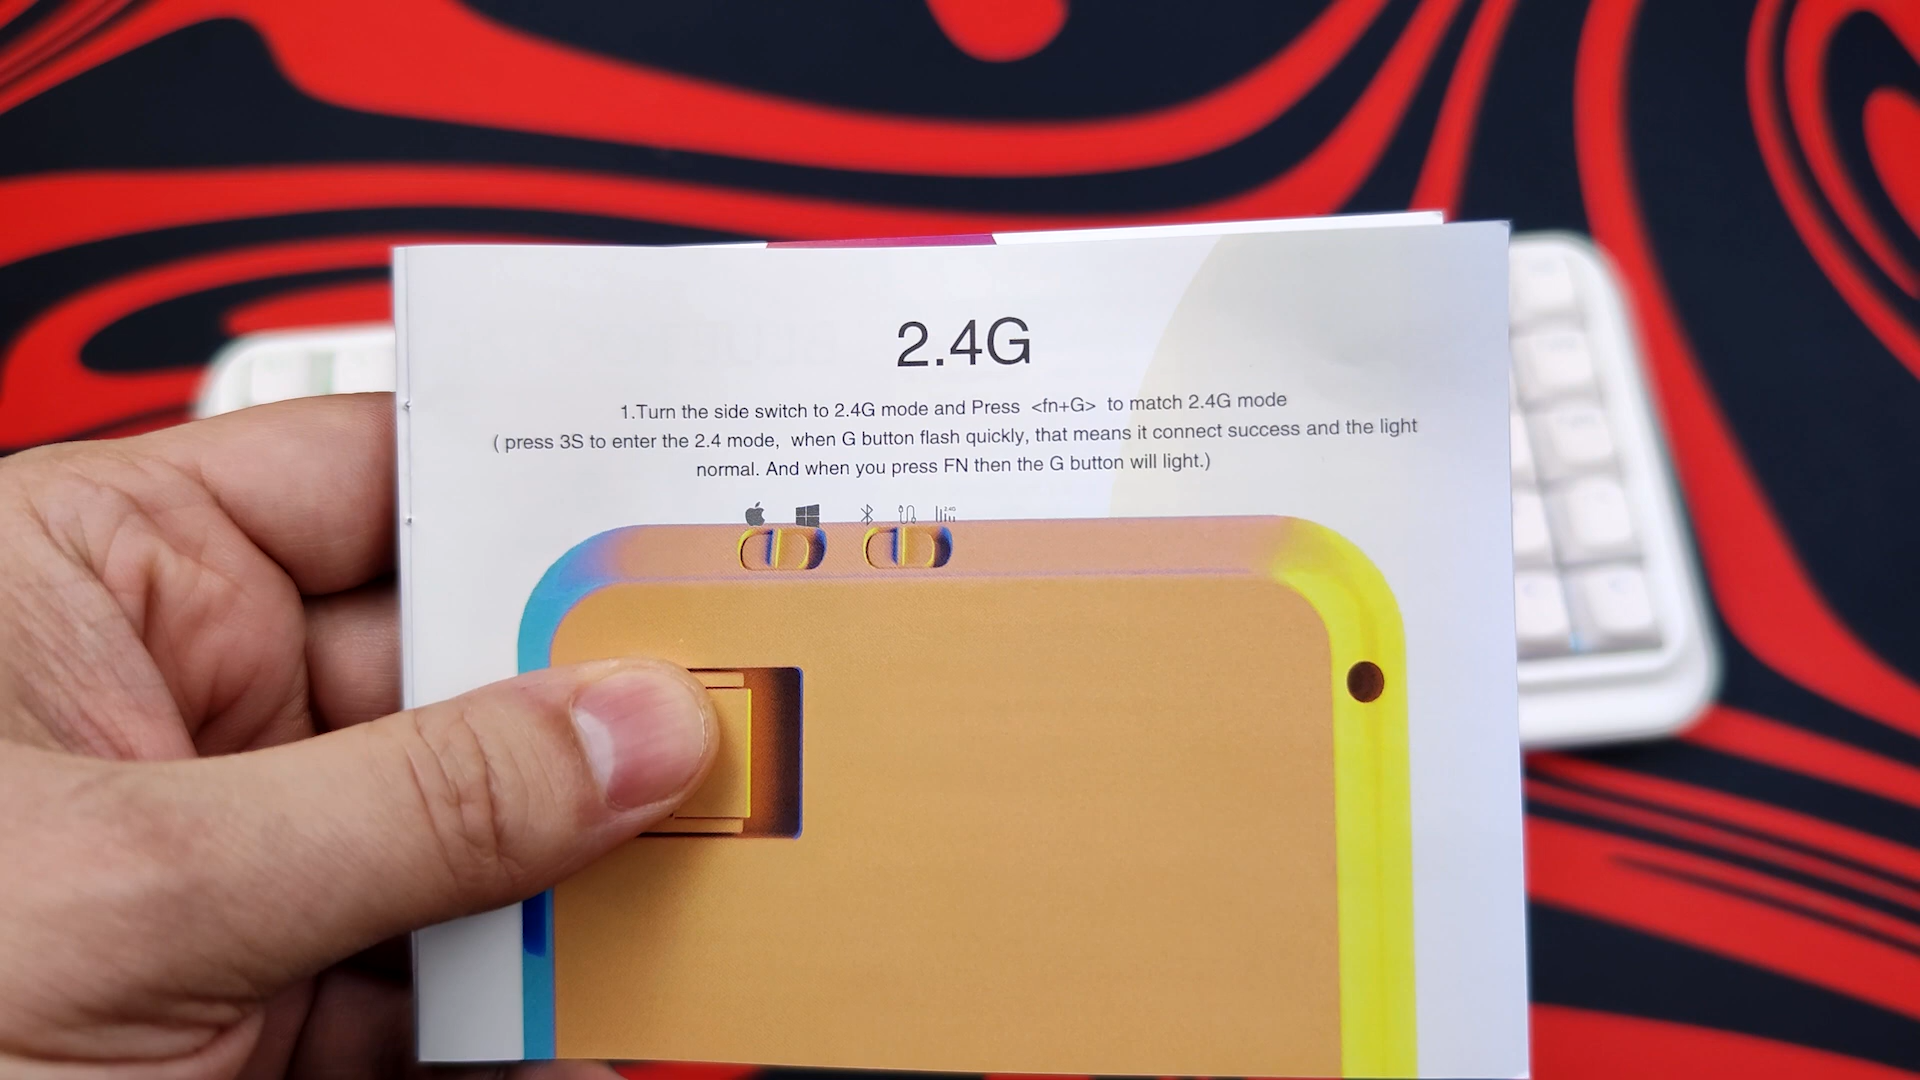 2.4G
1.Turn the side switch to 2.4G mode and Press <fn+G> to match 2.4G mode
( press 3S to enter the 2.4 mode, when G button flash quickly, that means it connect success and the light
normal. And when you press FN then the G button will light.)
2.4G